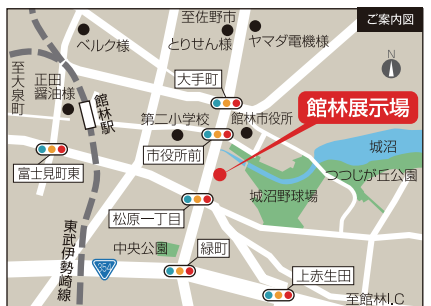 至佐野市
ご案内図
ベルク様
とりせん様
ヤマダ電機様
N
至大泉町
正田
醤油様
大手町
館林駅
第二小学校
館林市役所
館林展示場
市役所前
城沼
富士見町東
つつじが丘公園
城沼野球場
松原一丁目
東武伊勢崎線
中央公園
緑町
354
上赤生田
至館林I.C